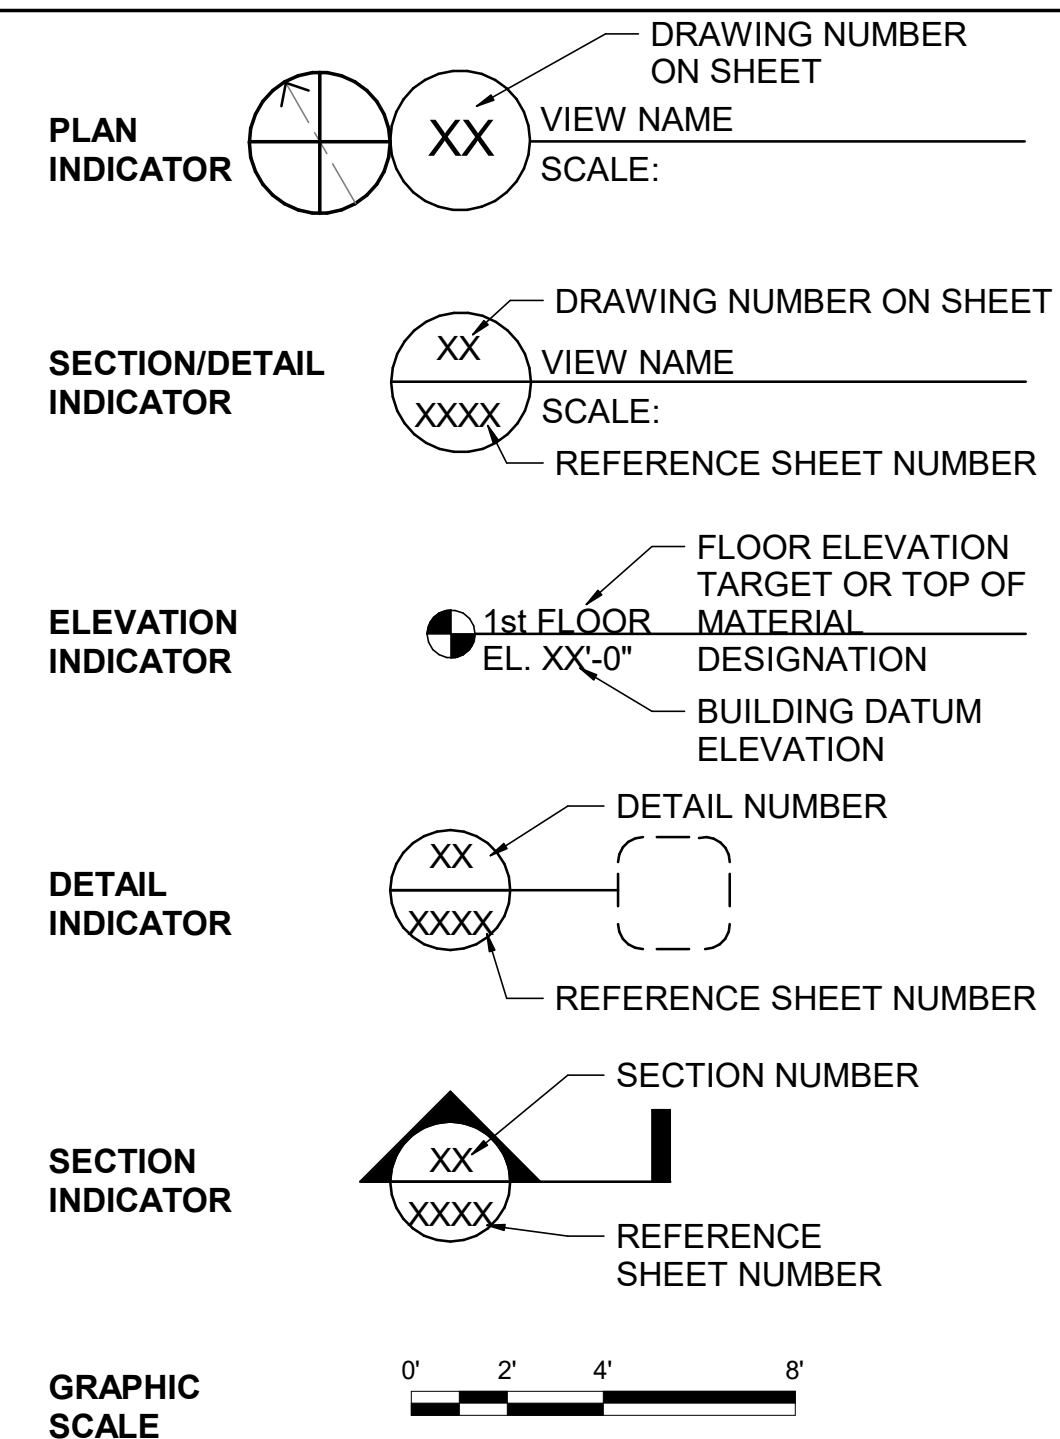 DRAWING NUMBER
ON SHEET
PLAN
INDICATOR
XX
VIEW NAME
SCALE:
DRAWING NUMBER ON SHEET
SECTION/DETAIL
INDICATOR
XX
VIEW NAME
XXXX
SCALE:
REFERENCE SHEET NUMBER
ELEVATION
INDICATOR
1st FLOOR
EL. XX'-0"
FLOOR ELEVATION
TARGET OR TOP OF
MATERIAL
DESIGNATION
BUILDING DATUM
ELEVATION
DETAIL NUMBER
DETAIL
INDICATOR
XX
XXXX
REFERENCE SHEET NUMBER
SECTION NUMBER
SECTION
INDICATOR
XX
XXXX
REFERENCE
SHEET NUMBER
GRAPHIC
SCALE
0' 2' 4' 8'